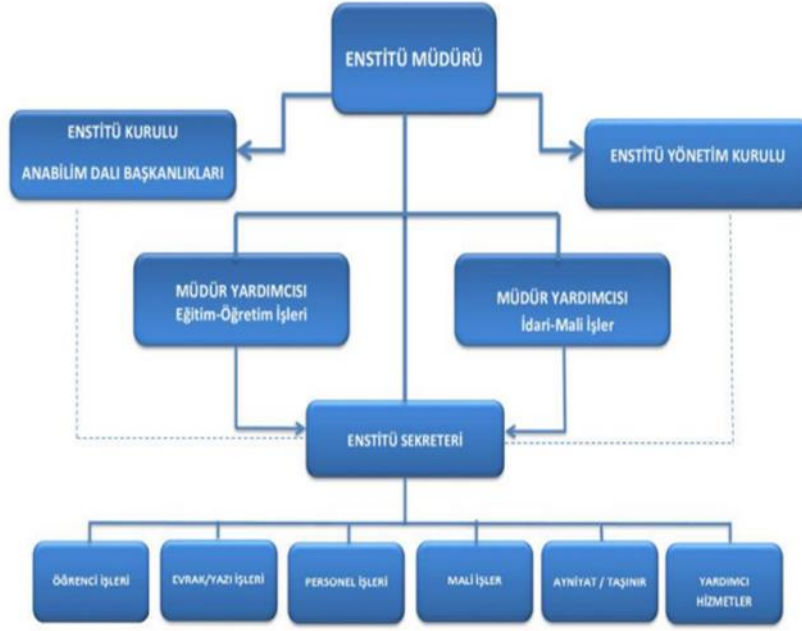 ENSTİTÜ MÜDÜRÜ
ENSTİTÜ KURULU
ANABİLİM DALI BAŞKANLIKLARI
ENSTİTÜ YÖNETİM KURULU
MÜDÜR YARDIMCISI
Eğitim-Öğretim İşleri
MÜDÜR YARDIMCISI
İdari-Mali İşler
ENSTİTÜ SEKRETERİ
ÖĞRENCİ İŞLERİ
EVRAK/YAZI İŞLERİ
PERSONEL İŞLERİ
MALİ İŞLER
AYNİYAT / TAŞINIR
YARDIMCI
HİZMETLER